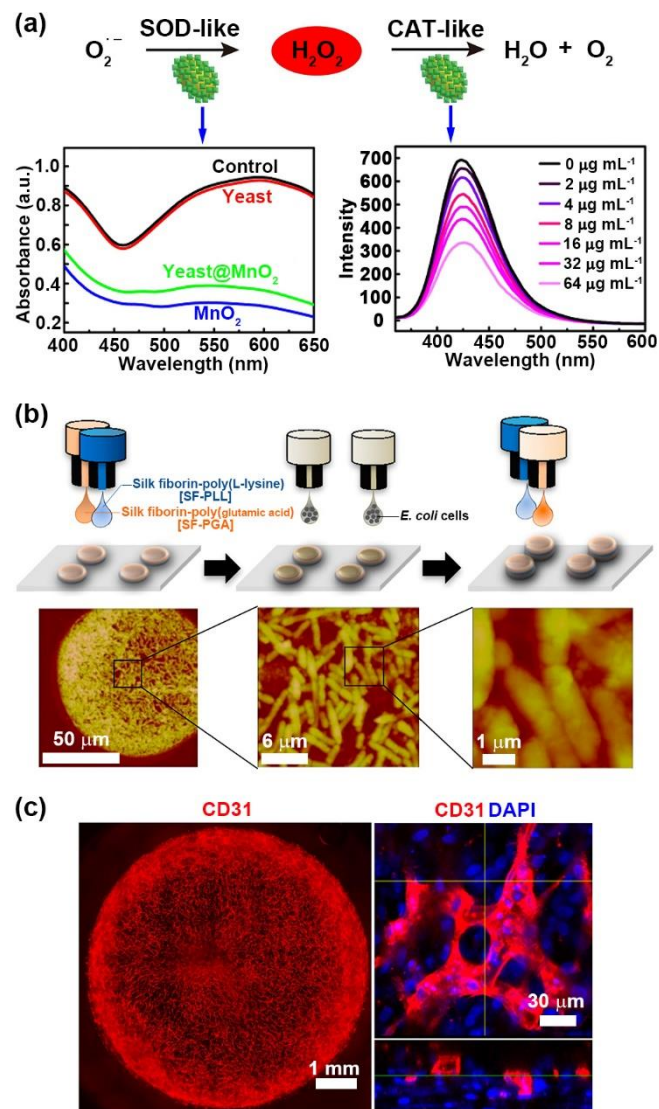 (a)
O₂˙⁻ SOD-like H₂O₂ CAT-like H₂O + O₂
Absorbance (a.u.)
1.0
0.8
0.6
0.4
0.2
Control
Yeast
Yeast@MnO₂
MnO₂
400 450 500 550 600 650
Wavelength (nm)
Intensity
700
600
500
400
300
200
100
0
0 μg mL⁻¹
2 μg mL⁻¹
4 μg mL⁻¹
8 μg mL⁻¹
16 μg mL⁻¹
32 μg mL⁻¹
64 μg mL⁻¹
400 450 500 550 600
Wavelength (nm)
(b)
Silk fiborin-poly(L-lysine)
[SF-PLL]
Silk fiborin-poly(glutamic acid)
[SF-PGA]
E. coli cells
50 μm
6 μm
1 μm
(c)
CD31
CD31 DAPI
1 mm
30 μm